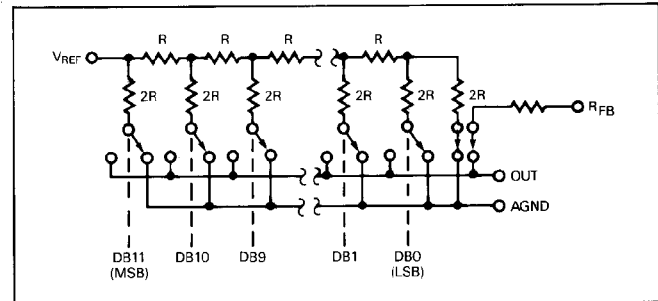 R R R R
VREF
2R 2R 2R 2R 2R 2R
RFB
OUT
AGND
DB11 DB10 DB9 DB1 DB0
(MSB) (LSB)